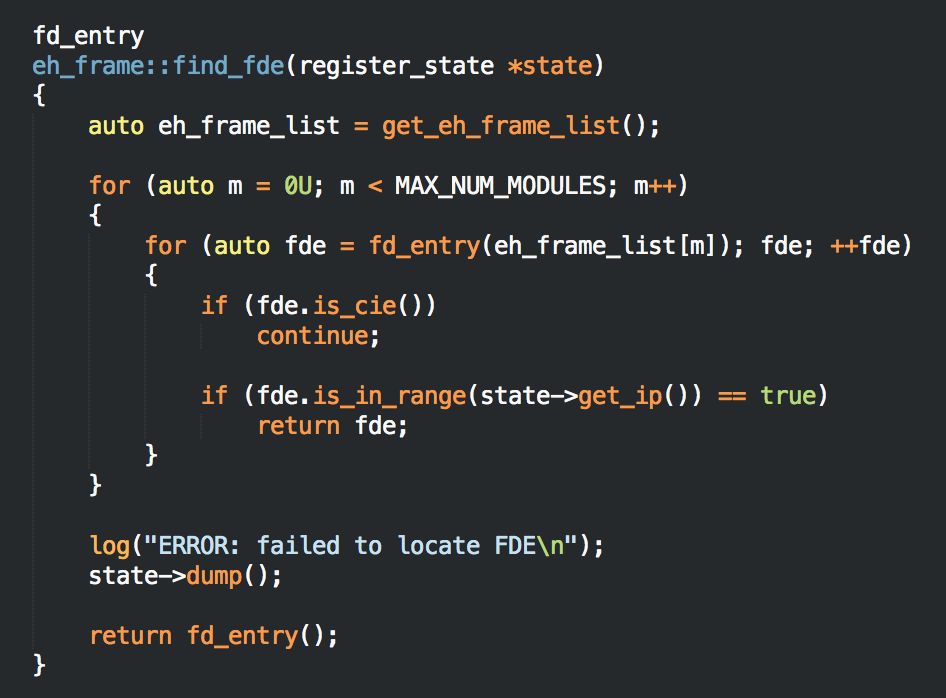 fd_entry
eh_frame::find_fde(register_state *state)
{
    auto eh_frame_list = get_eh_frame_list();

    for (auto m = 0U; m < MAX_NUM_MODULES; m++)
    {
        for (auto fde = fd_entry(eh_frame_list[m]); fde; ++fde)
        {
            if (fde.is_cie())
                continue;

            if (fde.is_in_range(state->get_ip()) == true)
                return fde;
        }
    }

    log("ERROR: failed to locate FDE\n");
    state->dump();

    return fd_entry();
}